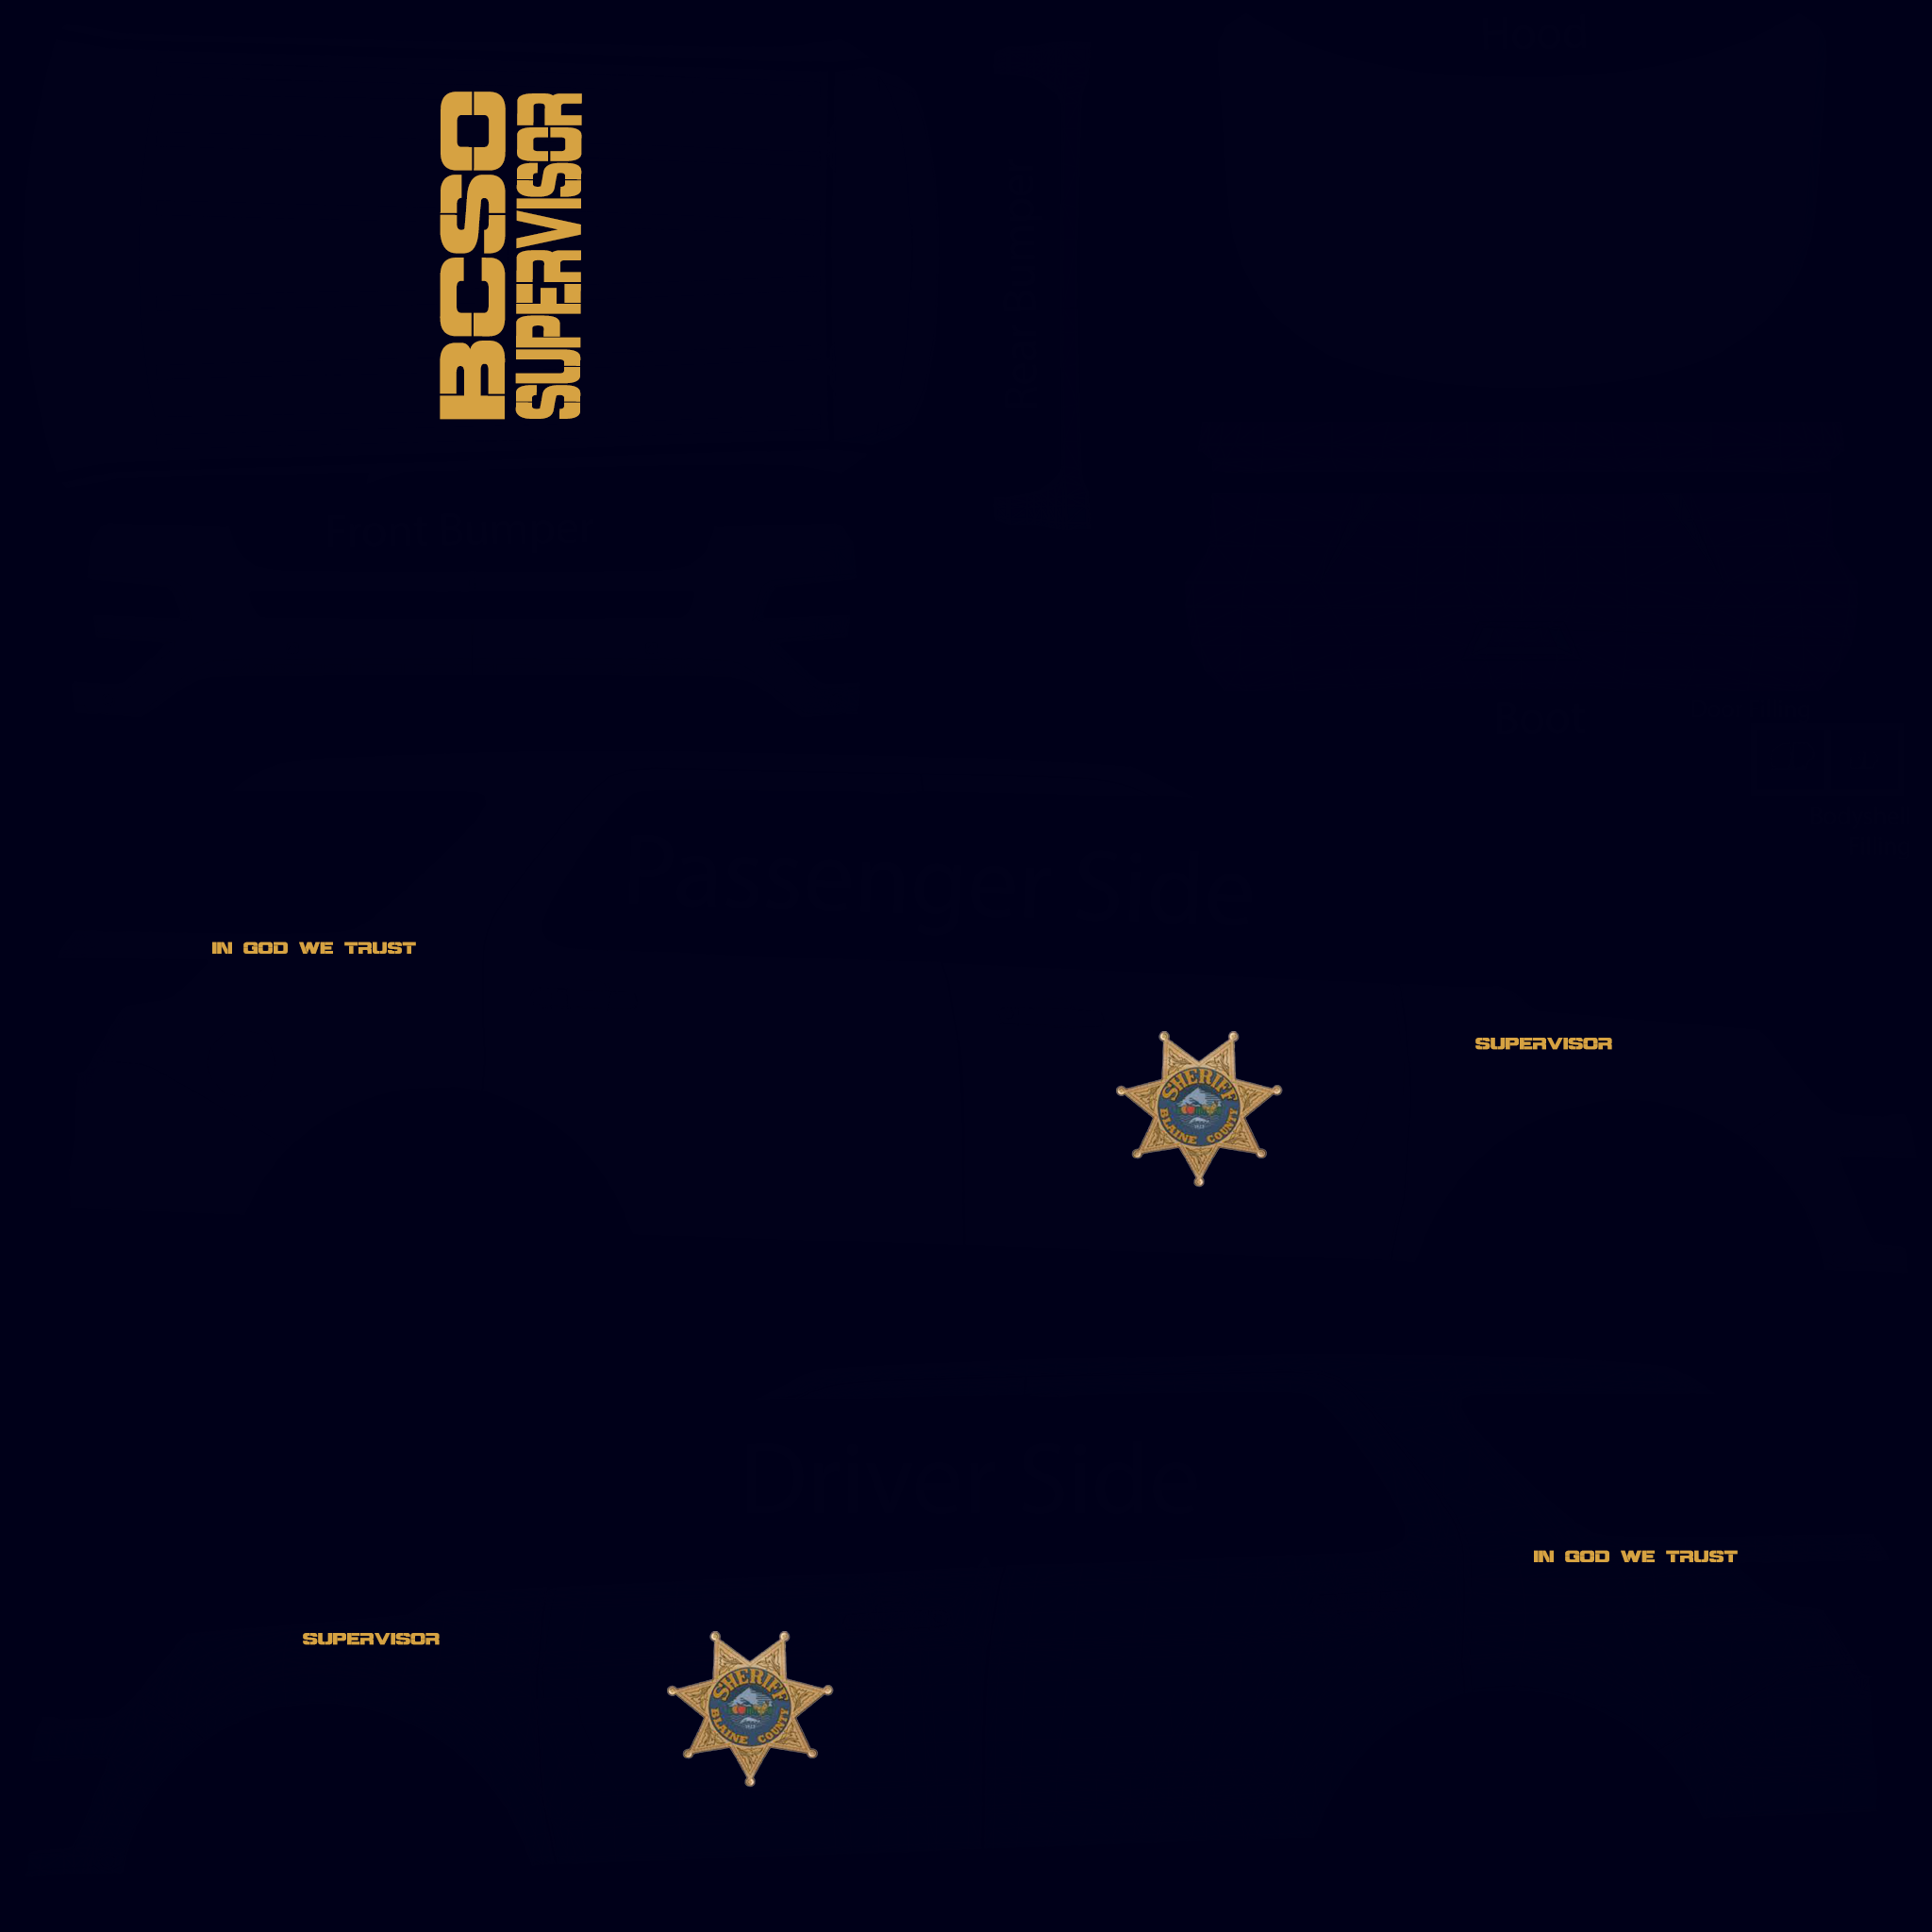 BCSO
SUPERVISOR
Passenger Side
IN GOD WE TRUST
SUPERVISOR
SHERIFF
BLAINE COUNTY
Driver Side
IN GOD WE TRUST
SUPERVISOR
SHERIFF
BLAINE COUNTY